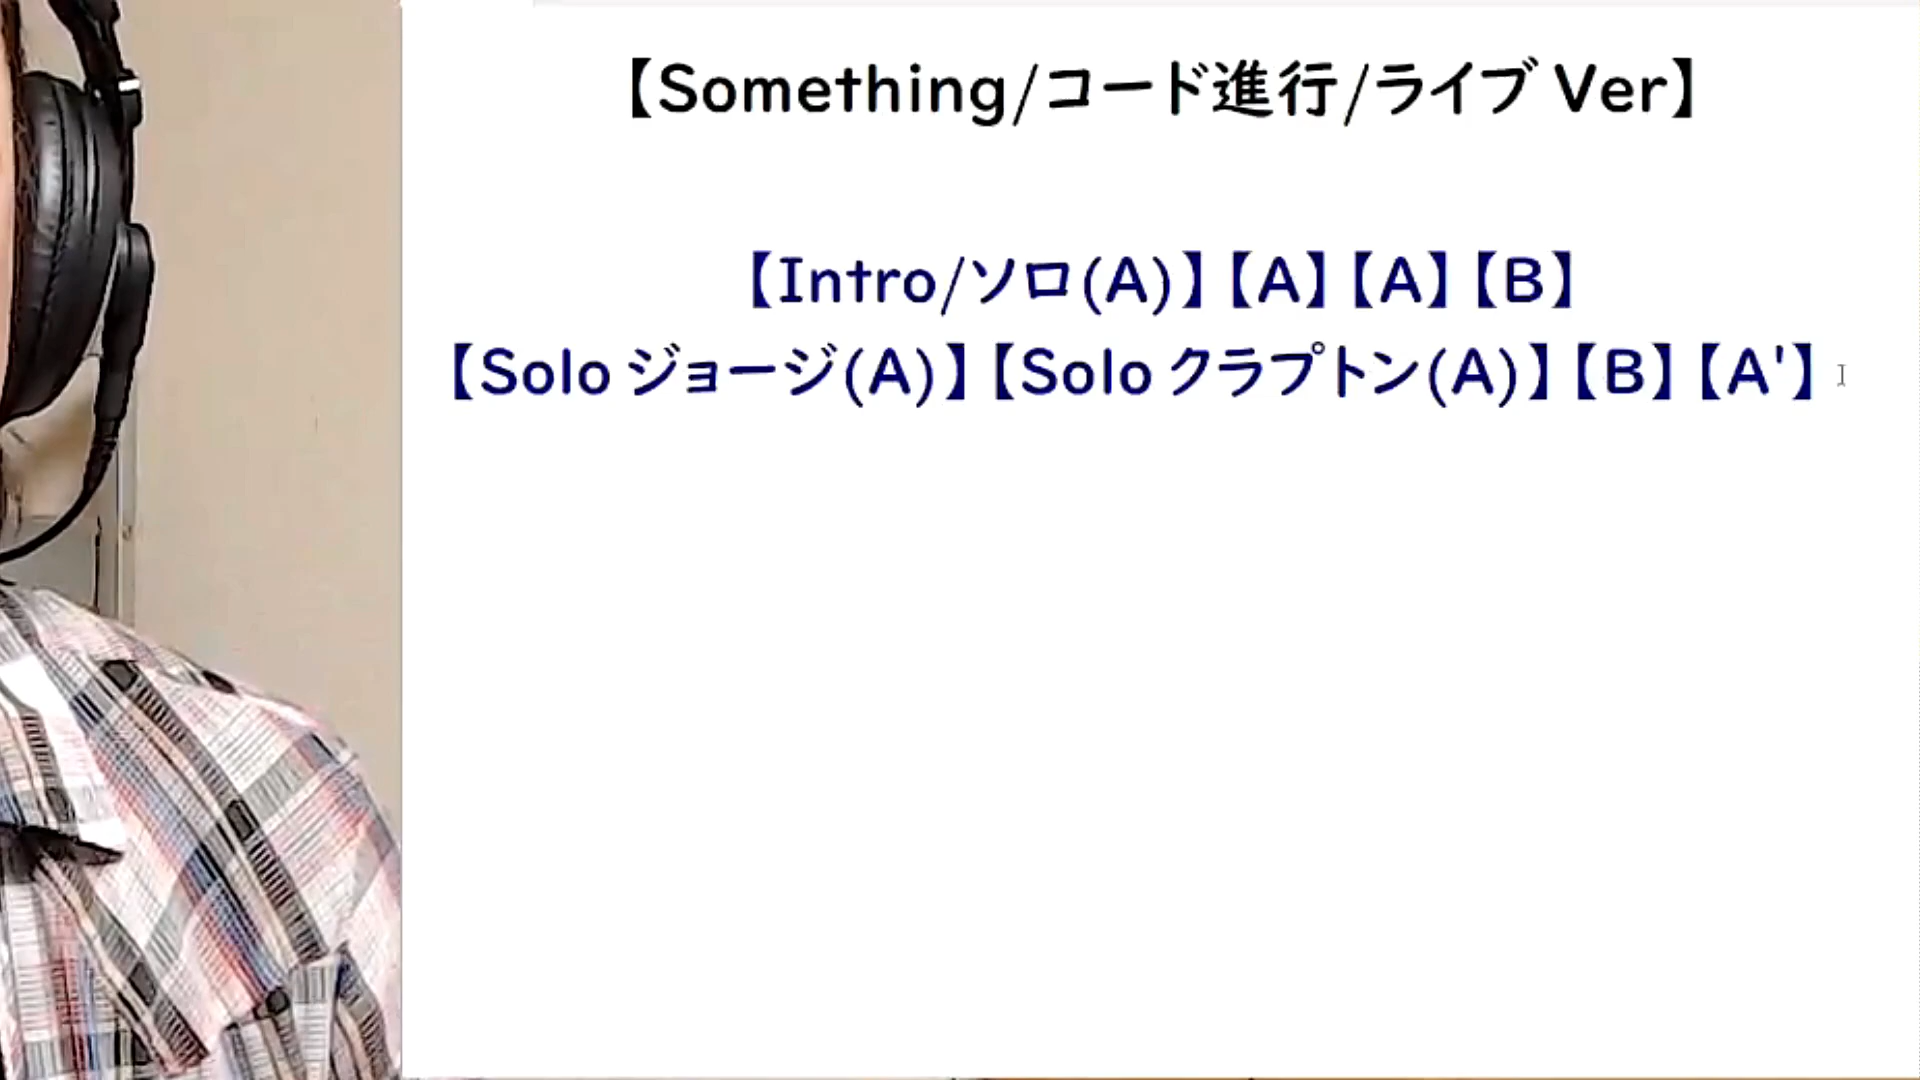 【Something/コード進行/ライブ Ver】
【Intro/ソロ(A)】【A】【A】【B】
【Solo ジョージ(A)】【Solo クラプトン(A)】【B】【A'】